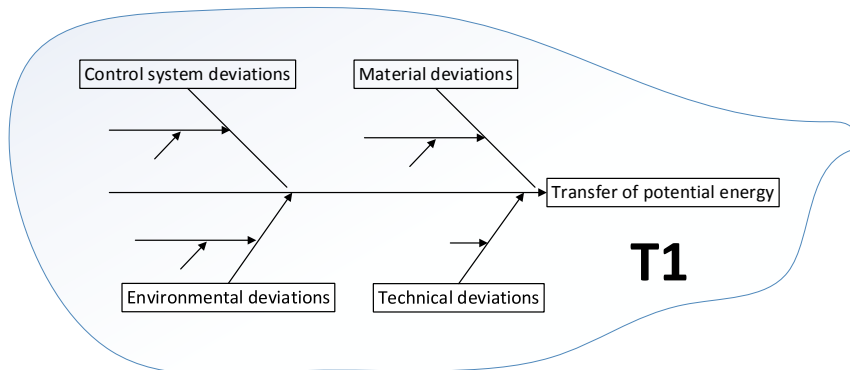 Control system deviations
Material deviations
Transfer of potential energy
T1
Environmental deviations
Technical deviations